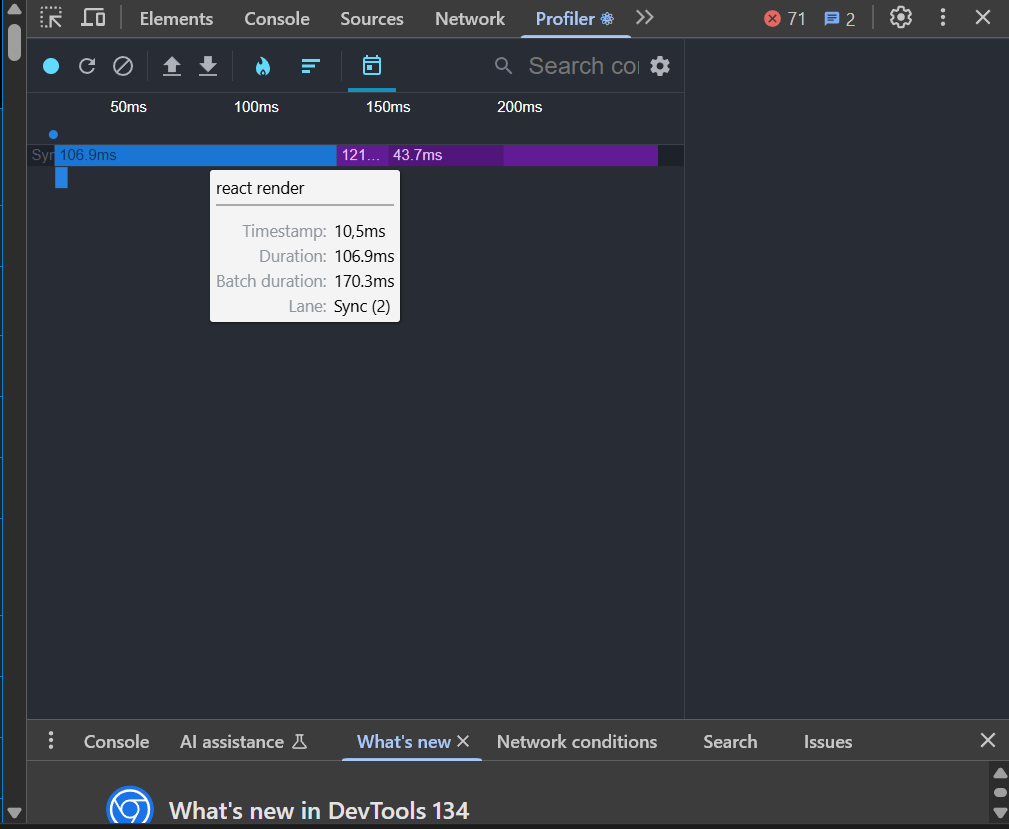 Elements Console Sources Network Profiler 71 2
Search co
50ms 100ms 150ms 200ms
106.9ms 121... 43.7ms
react render
Timestamp: 10,5ms
Duration: 106.9ms
Batch duration: 170.3ms
Lane: Sync (2)
Console AI assistance What's new Network conditions Search Issues
What's new in DevTools 134